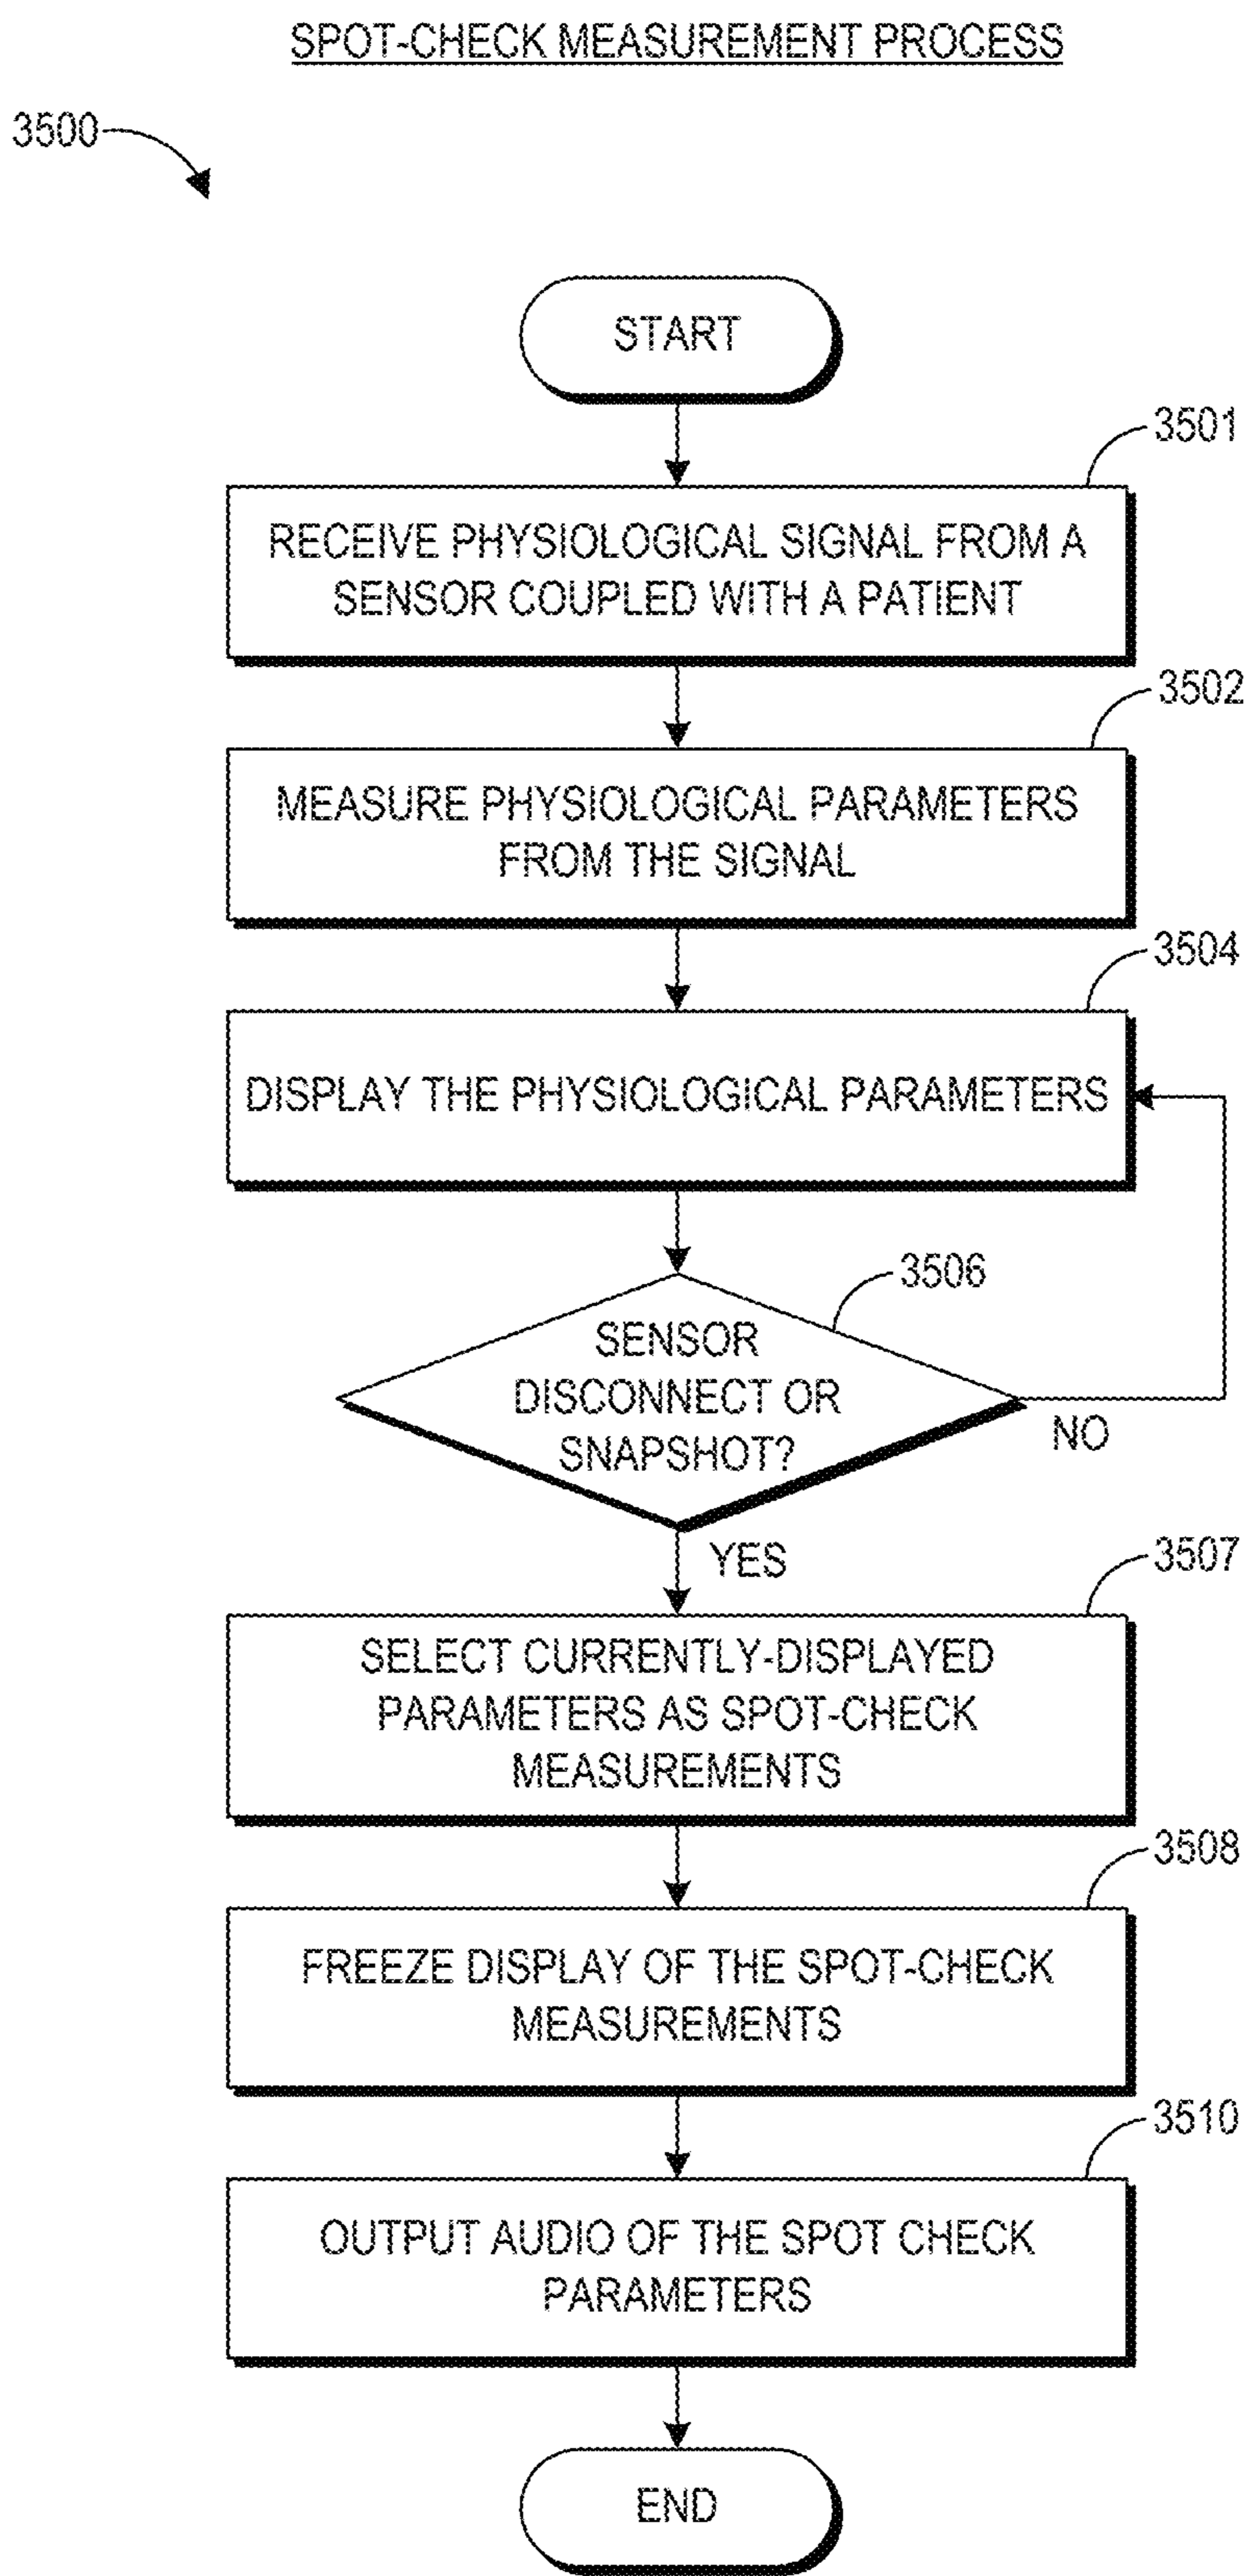 SPOT-CHECK MEASUREMENT PROCESS
3500
START
3501
RECEIVE PHYSIOLOGICAL SIGNAL FROM A
SENSOR COUPLED WITH A PATIENT
3502
MEASURE PHYSIOLOGICAL PARAMETERS
FROM THE SIGNAL
3504
DISPLAY THE PHYSIOLOGICAL PARAMETERS
3506
SENSOR
DISCONNECT OR
SNAPSHOT?
NO
YES
3507
SELECT CURRENTLY-DISPLAYED
PARAMETERS AS SPOT-CHECK
MEASUREMENTS
3508
FREEZE DISPLAY OF THE SPOT-CHECK
MEASUREMENTS
3510
OUTPUT AUDIO OF THE SPOT CHECK
PARAMETERS
END